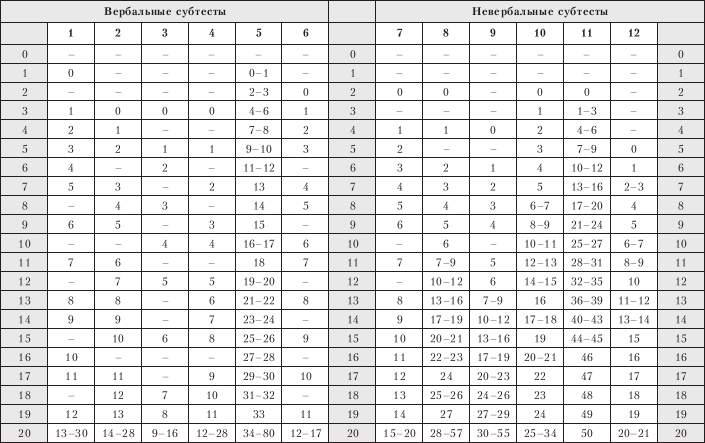 Вербальные субтесты Невербальные субтесты
1 2 3 4 5 6 7 8 9 10 11 12
0 – – – – – – 0 – – – – – – 0
1 0 – – – 0–1 – 1 – – – – – – 1
2 – – – – 2–3 0 2 0 0 – 0 0 – 2
3 1 0 0 0 4–6 1 3 – – – 1 1–3 – 3
4 2 1 – – 7–8 2 4 1 1 0 2 4–6 – 4
5 3 2 1 1 9–10 3 5 2 – – 3 7–9 0 5
6 4 – 2 – 11–12 – 6 3 2 1 4 10–12 1 6
7 5 3 – 2 13 4 7 4 3 2 5 13–16 2–3 7
8 – 4 3 – 14 5 8 5 4 3 6–7 17–20 4 8
9 6 5 – 3 15 – 9 6 5 4 8–9 21–24 5 9
10 – – 4 4 16–17 6 10 – 6 – 10–11 25–27 6–7 10
11 7 6 – – 18 7 11 7 7–9 5 12–13 28–31 8–9 11
12 – 7 5 5 19–20 – 12 – 10–12 6 14–15 32–35 10 12
13 8 8 – 6 21–22 8 13 8 13–16 7–9 16 36–39 11–12 13
14 9 9 – 7 23–24 – 14 9 17–19 10–12 17–18 40–43 13–14 14
15 – 10 6 8 25–26 9 15 10 20–21 13–16 19 44–45 15 15
16 10 – – – 27–28 – 16 11 22–23 17–19 20–21 46 16 16
17 11 11 – 9 29–30 10 17 12 24 20–23 22 47 17 17
18 – 12 7 10 31–32 – 18 13 25–26 24–26 23 48 18 18
19 12 13 8 11 33 11 19 14 27 27–29 24 49 19 19
20 13–30 14–28 9–16 12–28 34–80 12–17 20 15–20 28–57 30–55 25–34 50 20–21 20